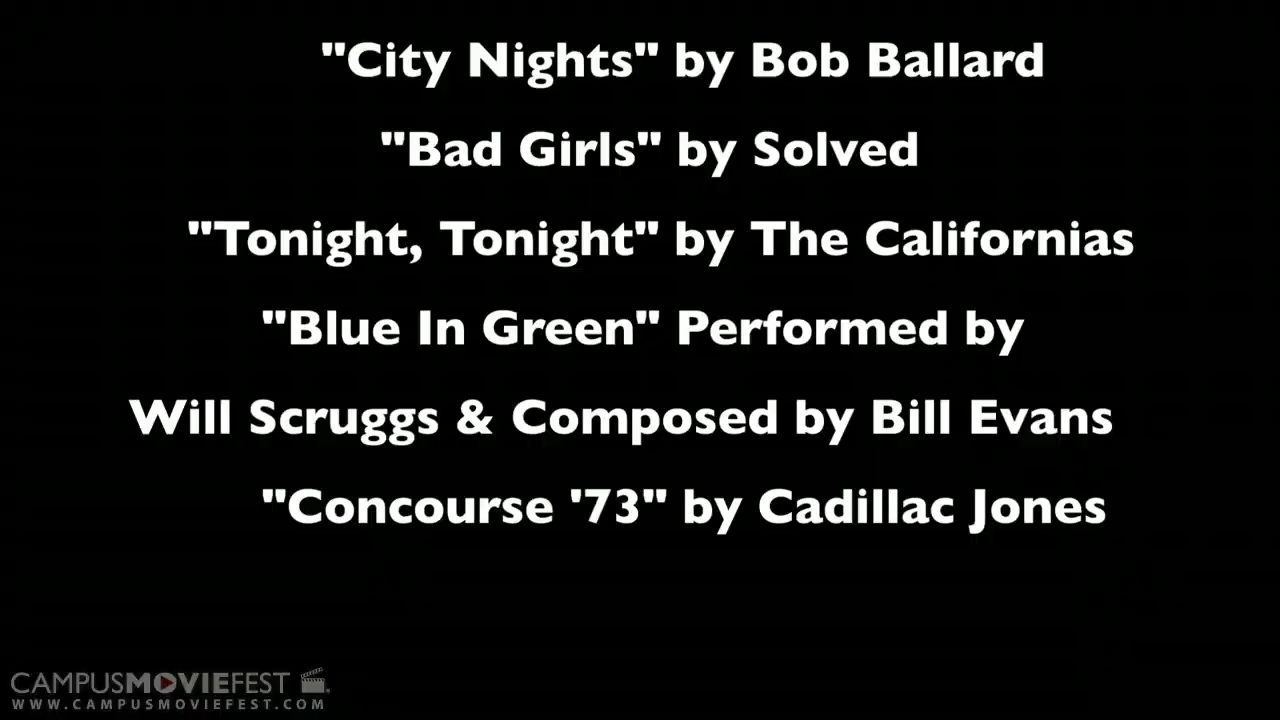 "City Nights" by Bob Ballard
"Bad Girls" by Solved
"Tonight, Tonight" by The Californias
"Blue In Green" Performed by
Will Scruggs & Composed by Bill Evans
"Concourse '73" by Cadillac Jones
CAMPUSMOVIEFEST
WWW.CAMPUSMOVIEFEST.COM